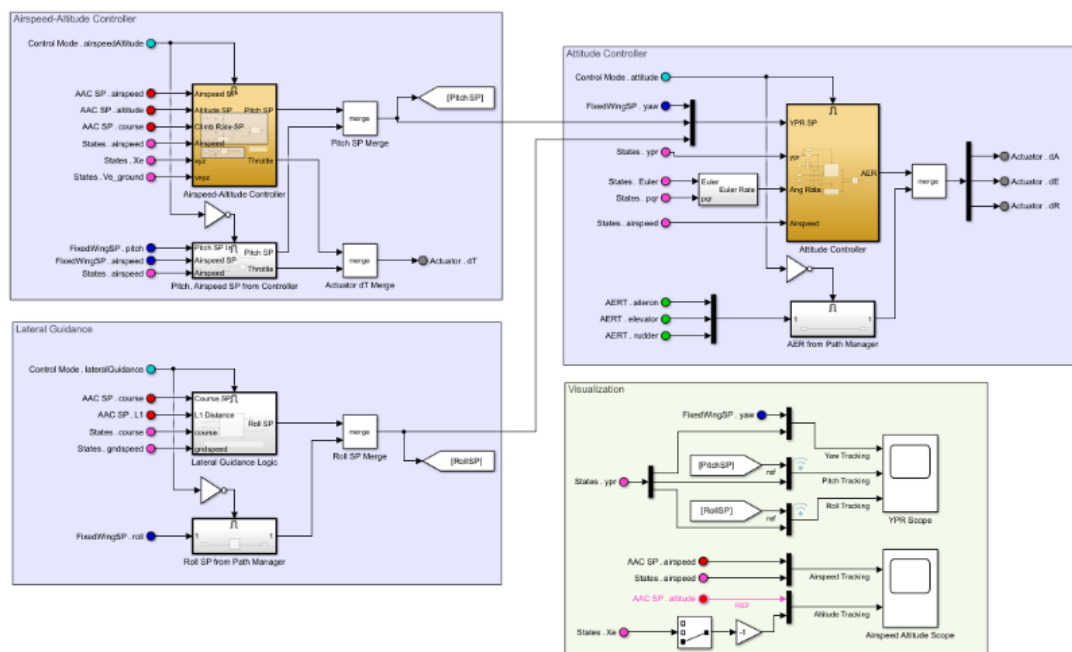 Airspeed-Altitude Controller
Control Mode . airspeedAltitude
AAC SP . airspeed
AAC SP . altitude
AAC SP . course
States . airspeed
States . Xe
States . Ve_ground
Airspeed SP
Altitude SP
Climb Rate SP
Airspeed
xyz
vxyz
Pitch SP
Throttle
Airspeed-Altitude Controller
merge
Pitch SP Merge
[PitchSP]
FixedWingSP . pitch
FixedWingSP . airspeed
States . airspeed
Pitch SP In
Airspeed SP
Airspeed
Pitch SP
Throttle
Pitch, Airspeed SP from Controller
merge
Actuator dT Merge
Actuator . dT
Lateral Guidance
Control Mode . lateralGuidance
AAC SP . course
AAC SP . L1
States . course
States . gndspeed
Course SP
L1 Distance
course
gndspeed
Roll SP
Lateral Guidance Logic
merge
Roll SP Merge
[RollSP]
FixedWingSP . roll
1
1
Roll SP from Path Manager
Attitude Controller
Control Mode . attitude
FixedWingSP . yaw
States . ypr
States . Euler
States . pqr
Euler
pqr
Euler Rate
States . airspeed
YPR SP
ypr
Ang Rate
Airspeed
AER
Attitude Controller
merge
Actuator . dA
Actuator . dE
Actuator . dR
AERT . aileron
AERT . elevator
AERT . rudder
1
1
AER from Path Manager
Visualization
FixedWingSP . yaw
States . ypr
[PitchSP]
ref
[RollSP]
ref
Yaw Tracking
Pitch Tracking
Roll Tracking
YPR Scope
AAC SP . airspeed
States . airspeed
AAC SP . altitude
REF
States . Xe
-1
Airspeed Tracking
Altitude Tracking
Airspeed Altitude Scope